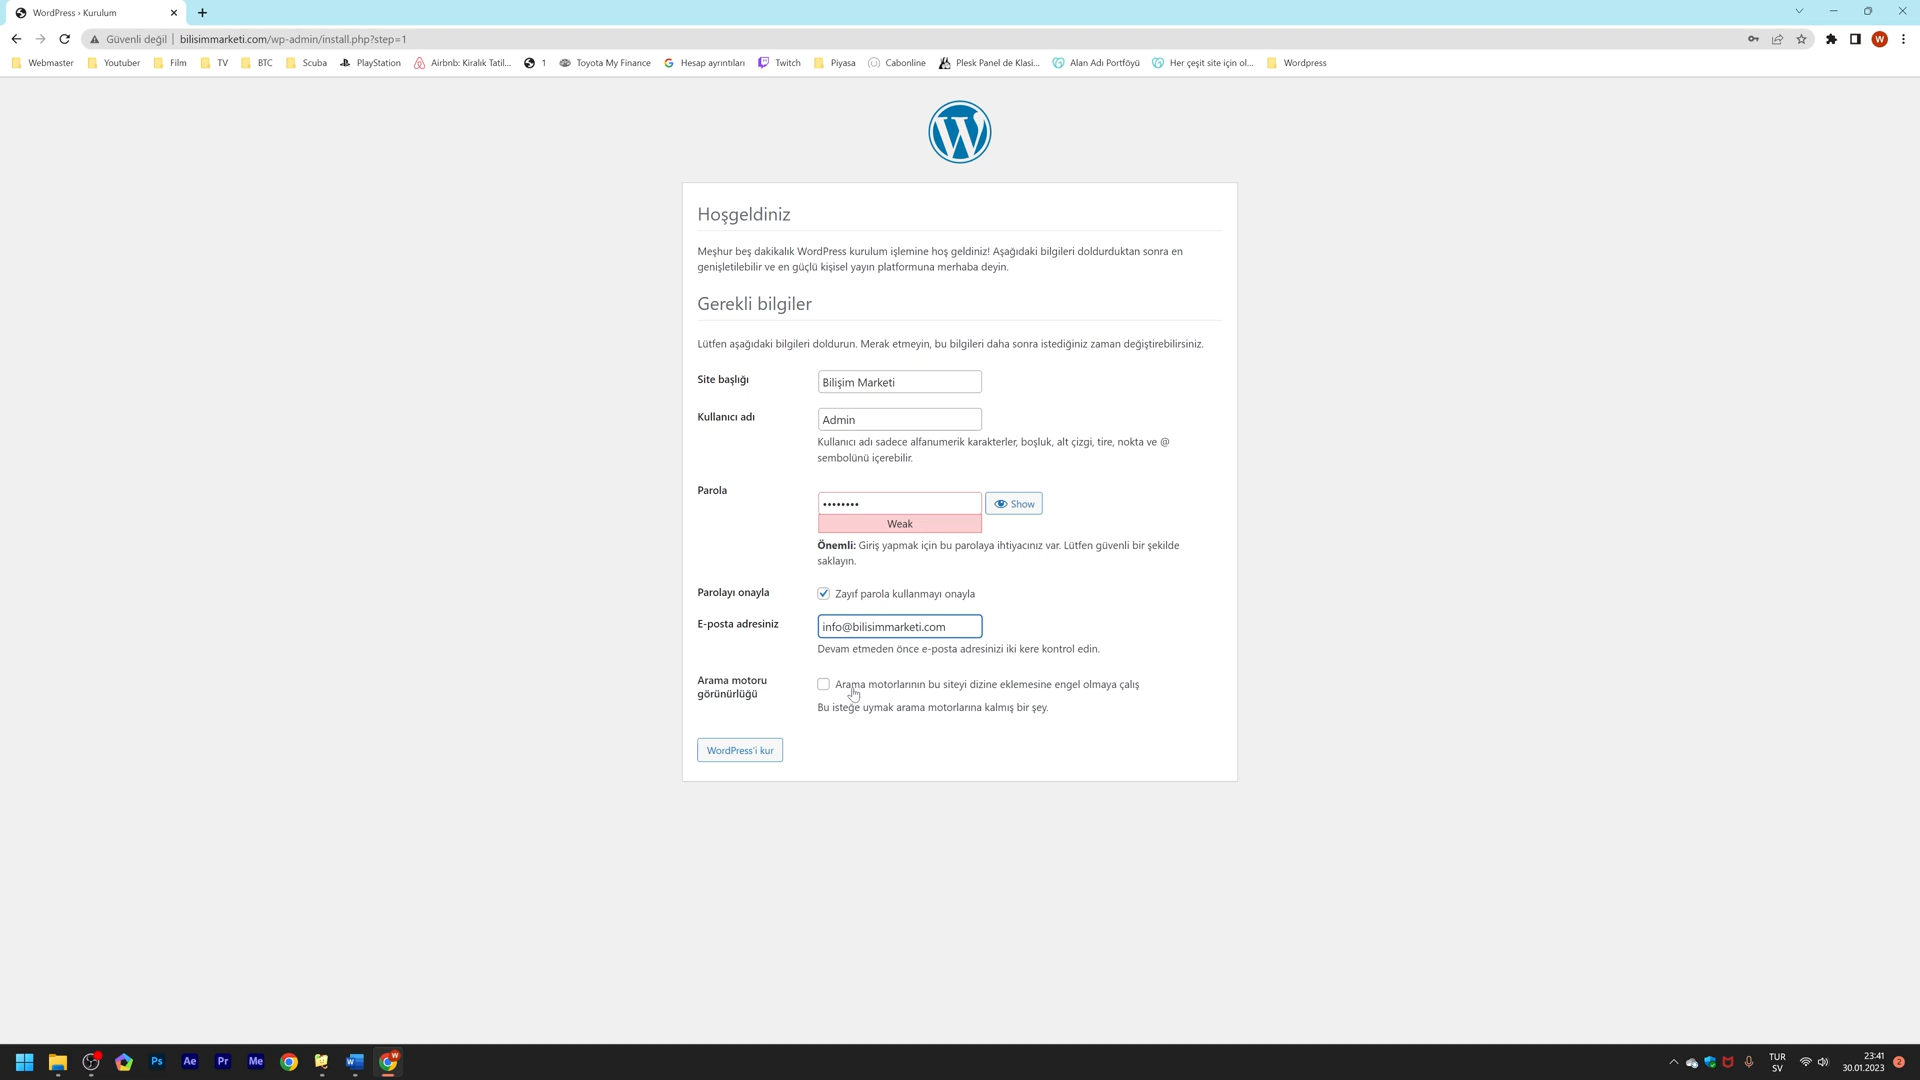 WordPress › Kurulum
Güvenli değil | bilisimmarketi.com/wp-admin/install.php?step=1
W
Webmaster Youtuber Film TV BTC Scuba PlayStation Airbnb: Kiralık Tatil... 1 Toyota My Finance Hesap ayrıntıları Twitch Piyasa Cabonline Plesk Panel de Klasi... Alan Adı Portföyü Her çeşit site için ol... Wordpress
Hoşgeldiniz
Meşhur beş dakikalık WordPress kurulum işlemine hoş geldiniz! Aşağıdaki bilgileri doldurduktan sonra en
genişletilebilir ve en güçlü kişisel yayın platformuna merhaba deyin.
Gerekli bilgiler
Lütfen aşağıdaki bilgileri doldurun. Merak etmeyin, bu bilgileri daha sonra istediğiniz zaman değiştirebilirsiniz.
Site başlığı Bilişim Marketi
Kullanıcı adı Admin
Kullanıcı adı sadece alfanumerik karakterler, boşluk, alt çizgi, tire, nokta ve @
sembolünü içerebilir.
Parola •••••••• Show
Weak
Önemli: Giriş yapmak için bu parolaya ihtiyacınız var. Lütfen güvenli bir şekilde
saklayın.
Parolayı onayla Zayıf parola kullanmayı onayla
E-posta adresiniz info@bilisimmarketi.com
Devam etmeden önce e-posta adresinizi iki kere kontrol edin.
Arama motoru
görünürlüğü
Arama motorlarının bu siteyi dizine eklemesine engel olmaya çalış
Bu isteğe uymak arama motorlarına kalmış bir şey.
WordPress'i kur
Ps Ae Pr Me W W
TUR
SV
23:41
30.01.2023
2